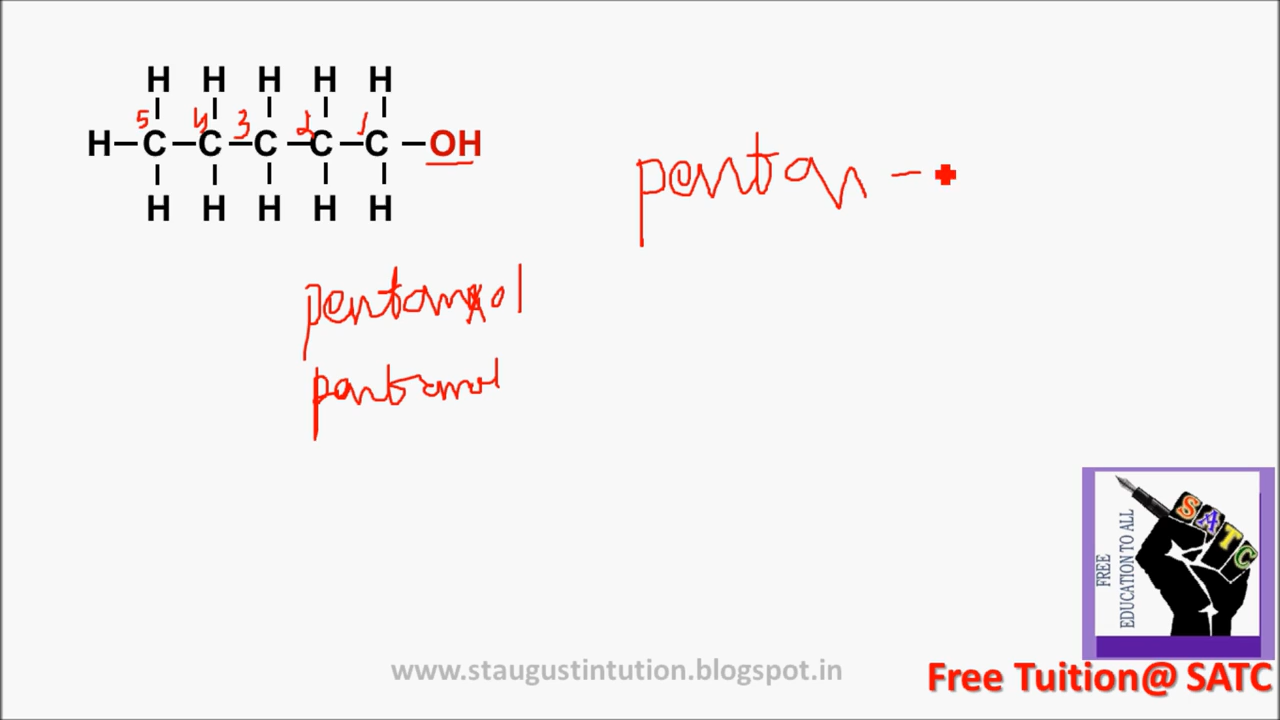 H H H H H
5 4 3 2 1
H–C–C–C–C–C–OH
H H H H H
pentan –
pentaneol
pentanol
SATC
FREE
EDUCATION TO ALL
www.staugustintution.blogspot.in
Free Tuition@ SATC